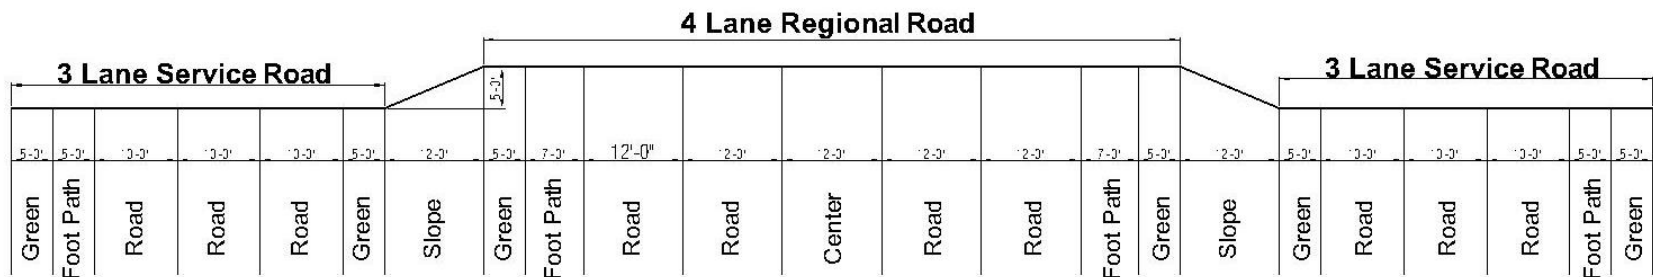 4 Lane Regional Road
3 Lane Service Road
3 Lane Service Road
5-0'
5-0' 5-0' 10-0' 10-0' 10-0' 5-0' 12-0' 5-0' 7-0' 12'-0" 12-0' 12-0' 12-0' 12-0' 7-0' 5-0' 12-0' 5-0' 10-0' 10-0' 10-0' 5-0' 5-0'
Green Foot Path Road Road Road Green Slope Green Foot Path Road Road Center Road Road Foot Path Green Slope Green Road Road Road Foot Path Green